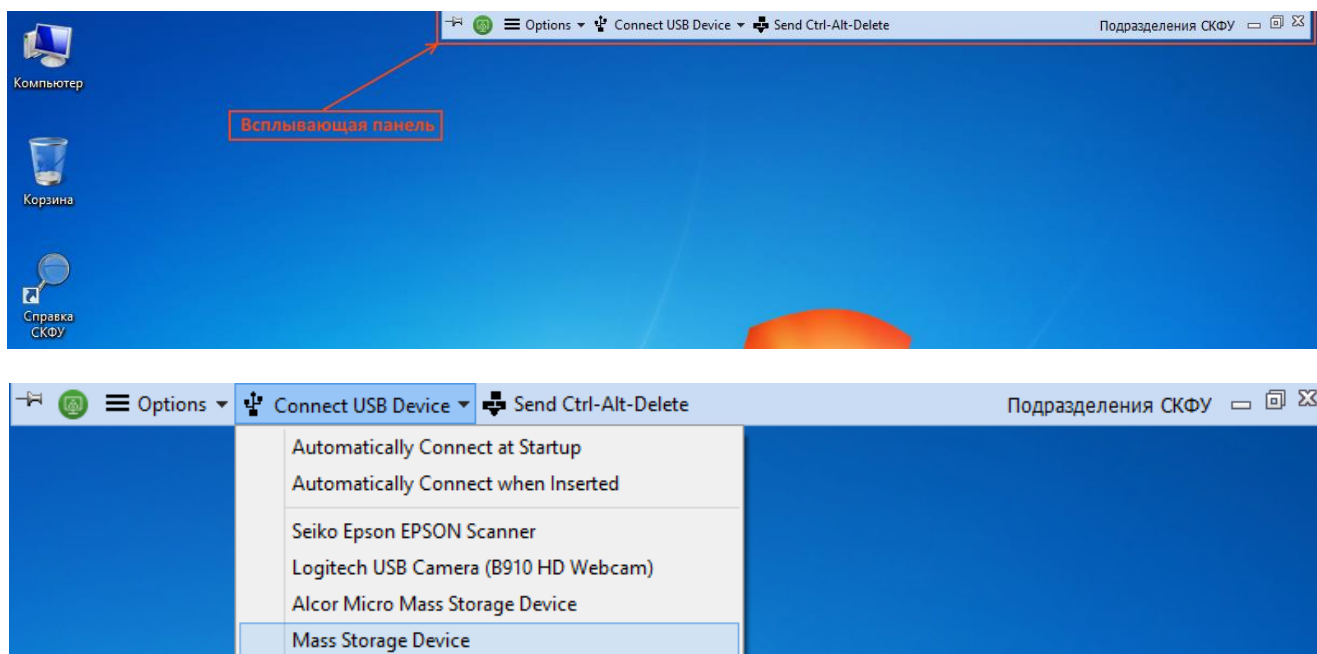 Options Connect USB Device Send Ctrl-Alt-Delete Подразделения СКФУ
Компьютер
Всплывающая панель
Корзина
Справка
СКФУ
Options Connect USB Device Send Ctrl-Alt-Delete Подразделения СКФУ
Automatically Connect at Startup
Automatically Connect when Inserted
Seiko Epson EPSON Scanner
Logitech USB Camera (B910 HD Webcam)
Alcor Micro Mass Storage Device
Mass Storage Device